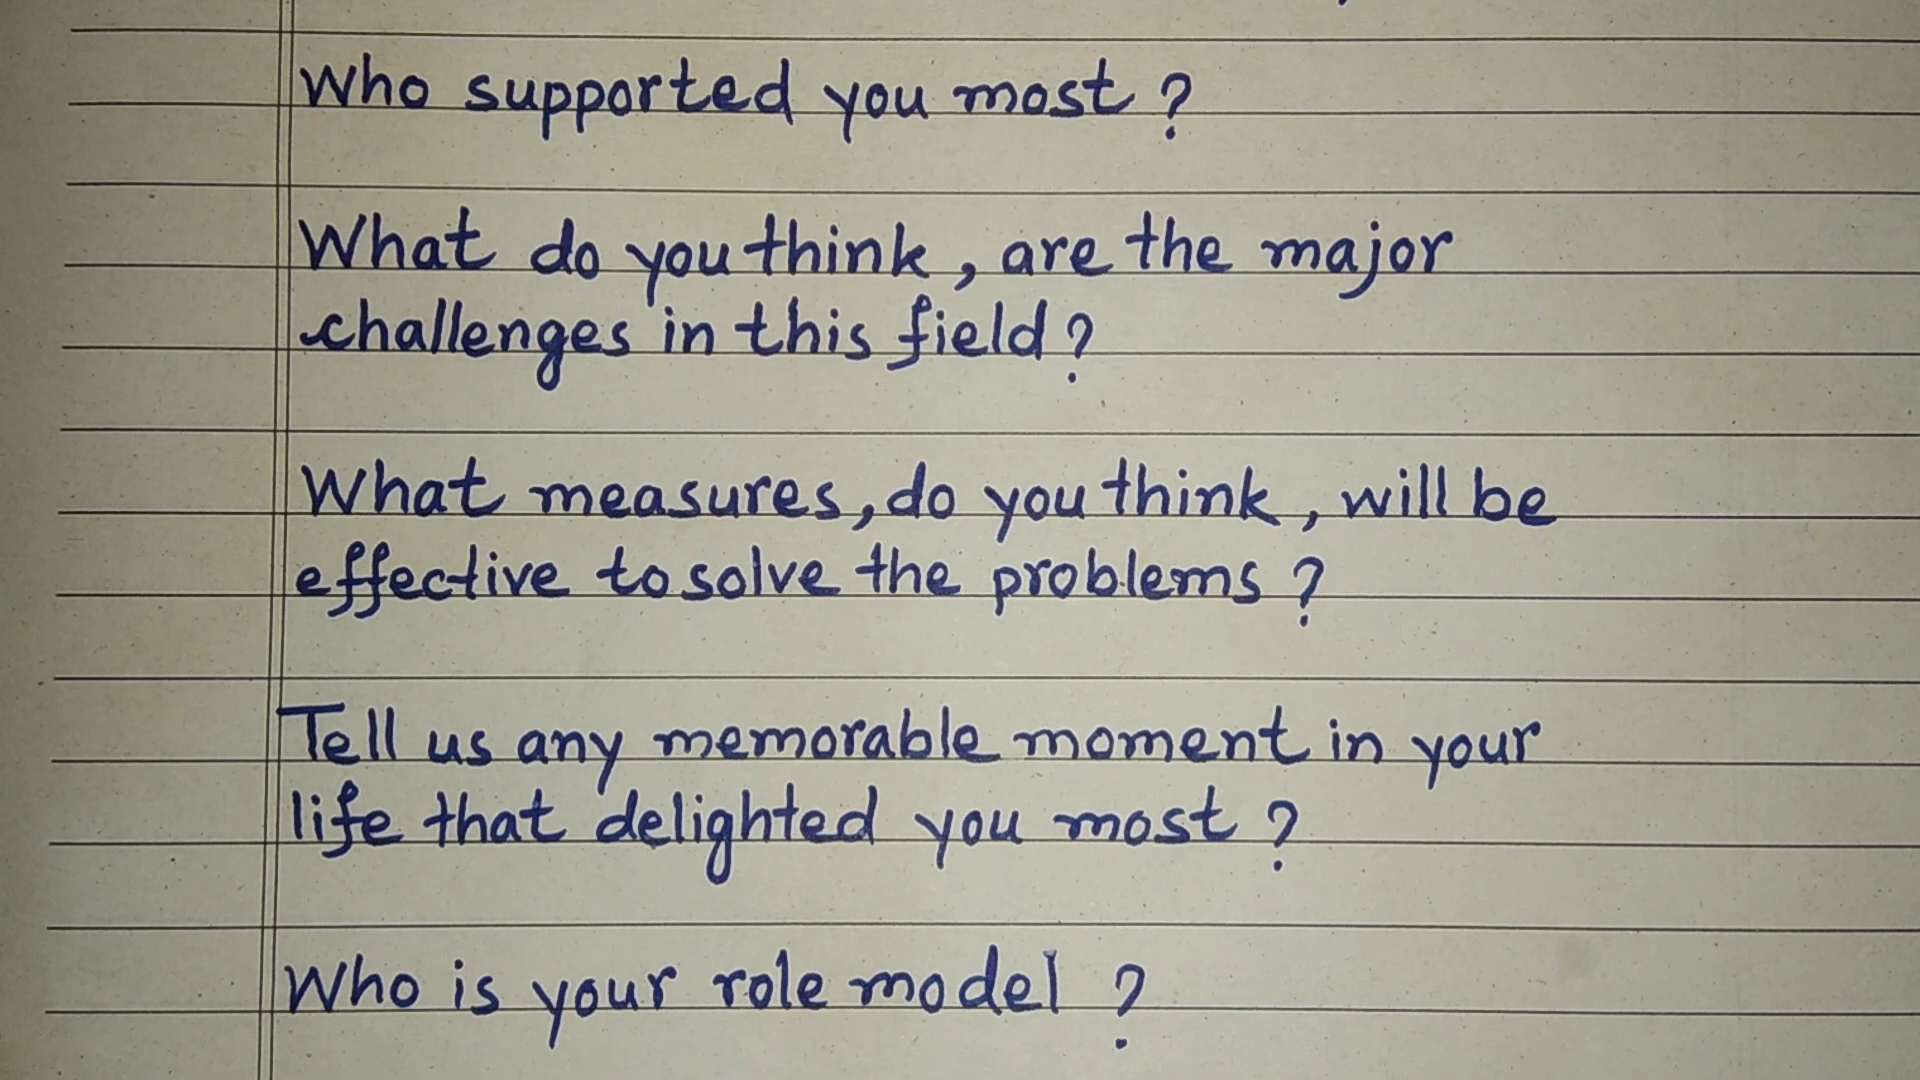 Who supported you most ?
What do you think, are the major
challenges in this field ?
What measures, do you think, will be
effective to solve the problems ?
Tell us any memorable moment in your
life that delighted you most ?
Who is your role model ?